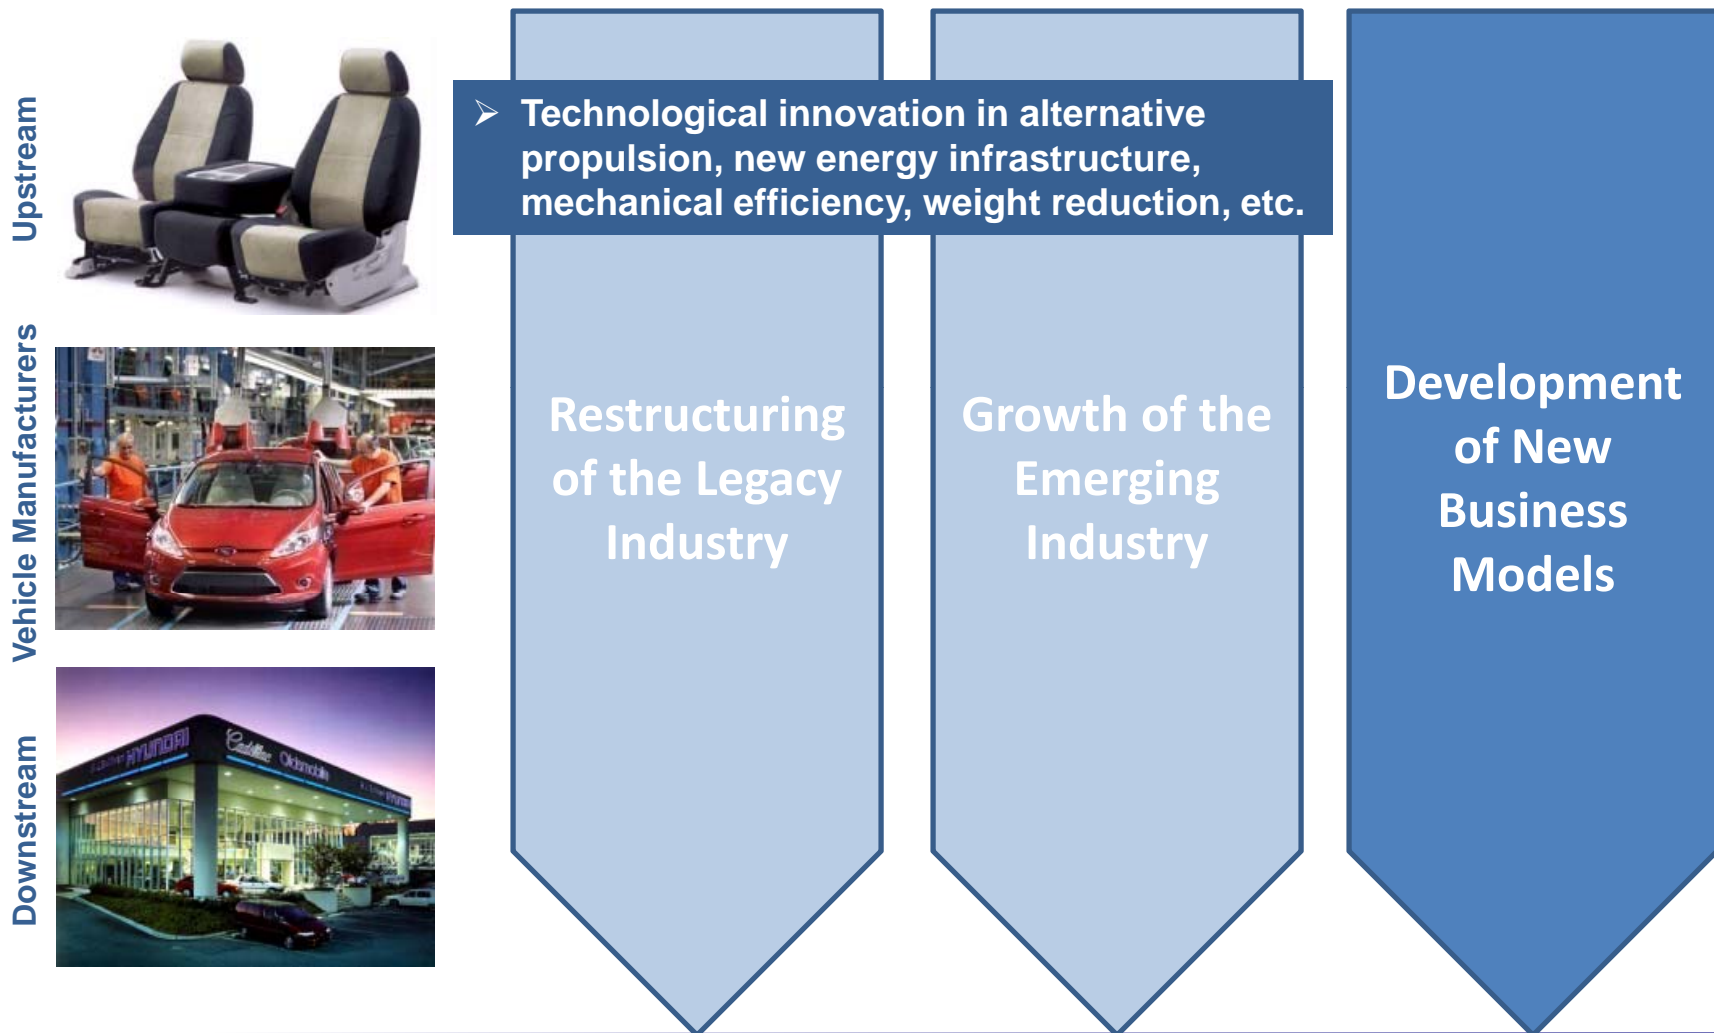 Upstream
➢ Technological innovation in alternative
propulsion, new energy infrastructure,
mechanical efficiency, weight reduction, etc.
Vehicle Manufacturers
Restructuring
of the Legacy
Industry
Growth of the
Emerging
Industry
Development
of New
Business
Models
Downstream
HYUNDAI
Cadillac
Oldsmobile
HYUNDAI